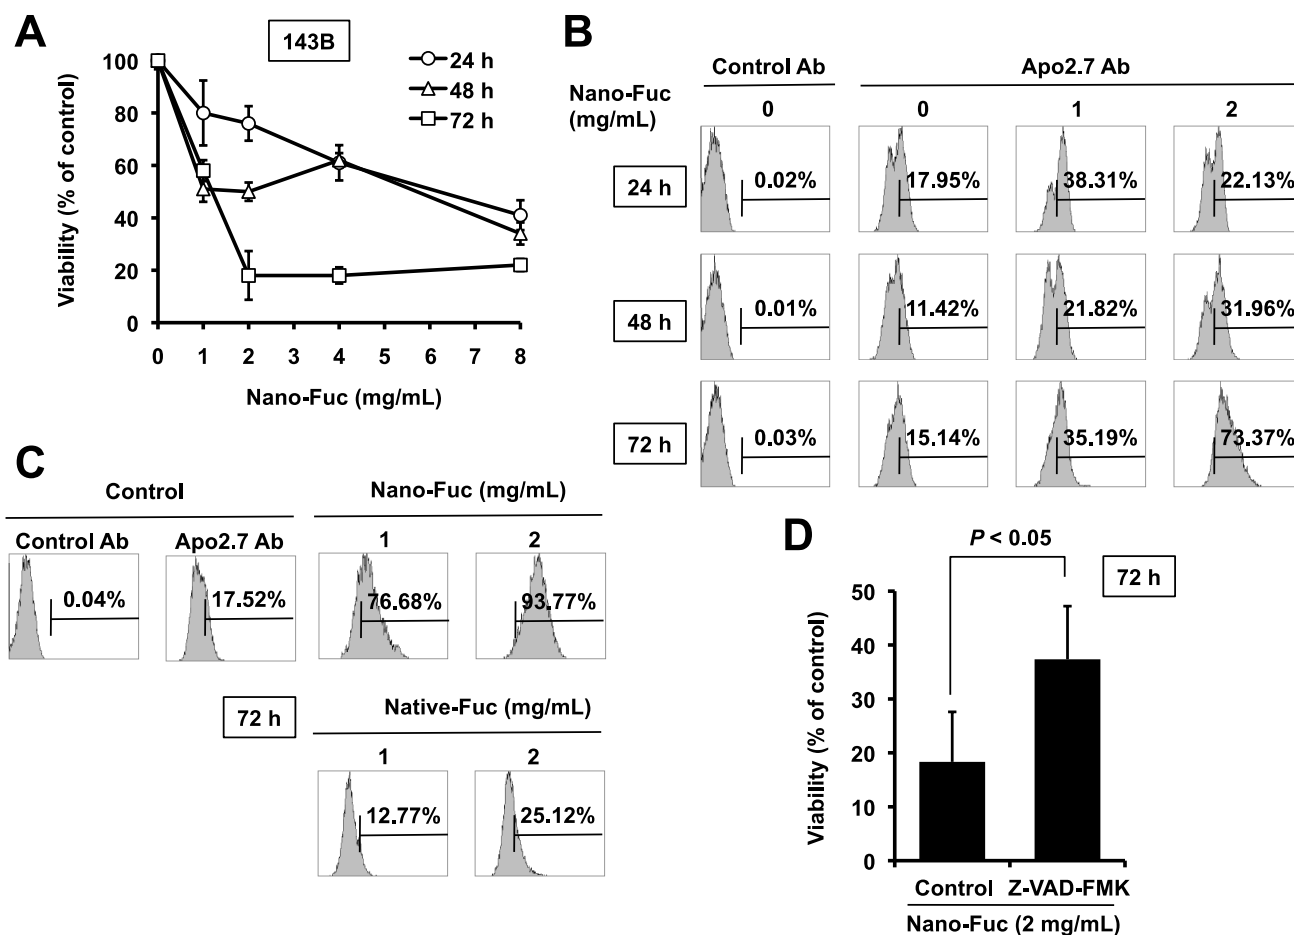 A
143B
24 h
48 h
72 h
100
80
60
40
20
0
0 1 2 3 4 5 6 7 8
Viability (% of control)
Nano-Fuc (mg/mL)
B
Control Ab Apo2.7 Ab
Nano-Fuc
(mg/mL)
0 0 1 2
24 h 0.02% 17.95% 38.31% 22.13%
48 h 0.01% 11.42% 21.82% 31.96%
72 h 0.03% 15.14% 35.19% 73.37%
C
Control Nano-Fuc (mg/mL)
Control Ab Apo2.7 Ab 1 2
0.04% 17.52% 76.68% 93.77%
72 h
Native-Fuc (mg/mL)
1 2
12.77% 25.12%
D
P < 0.05
72 h
50
40
30
20
10
0
Viability (% of control)
Control Z-VAD-FMK
Nano-Fuc (2 mg/mL)